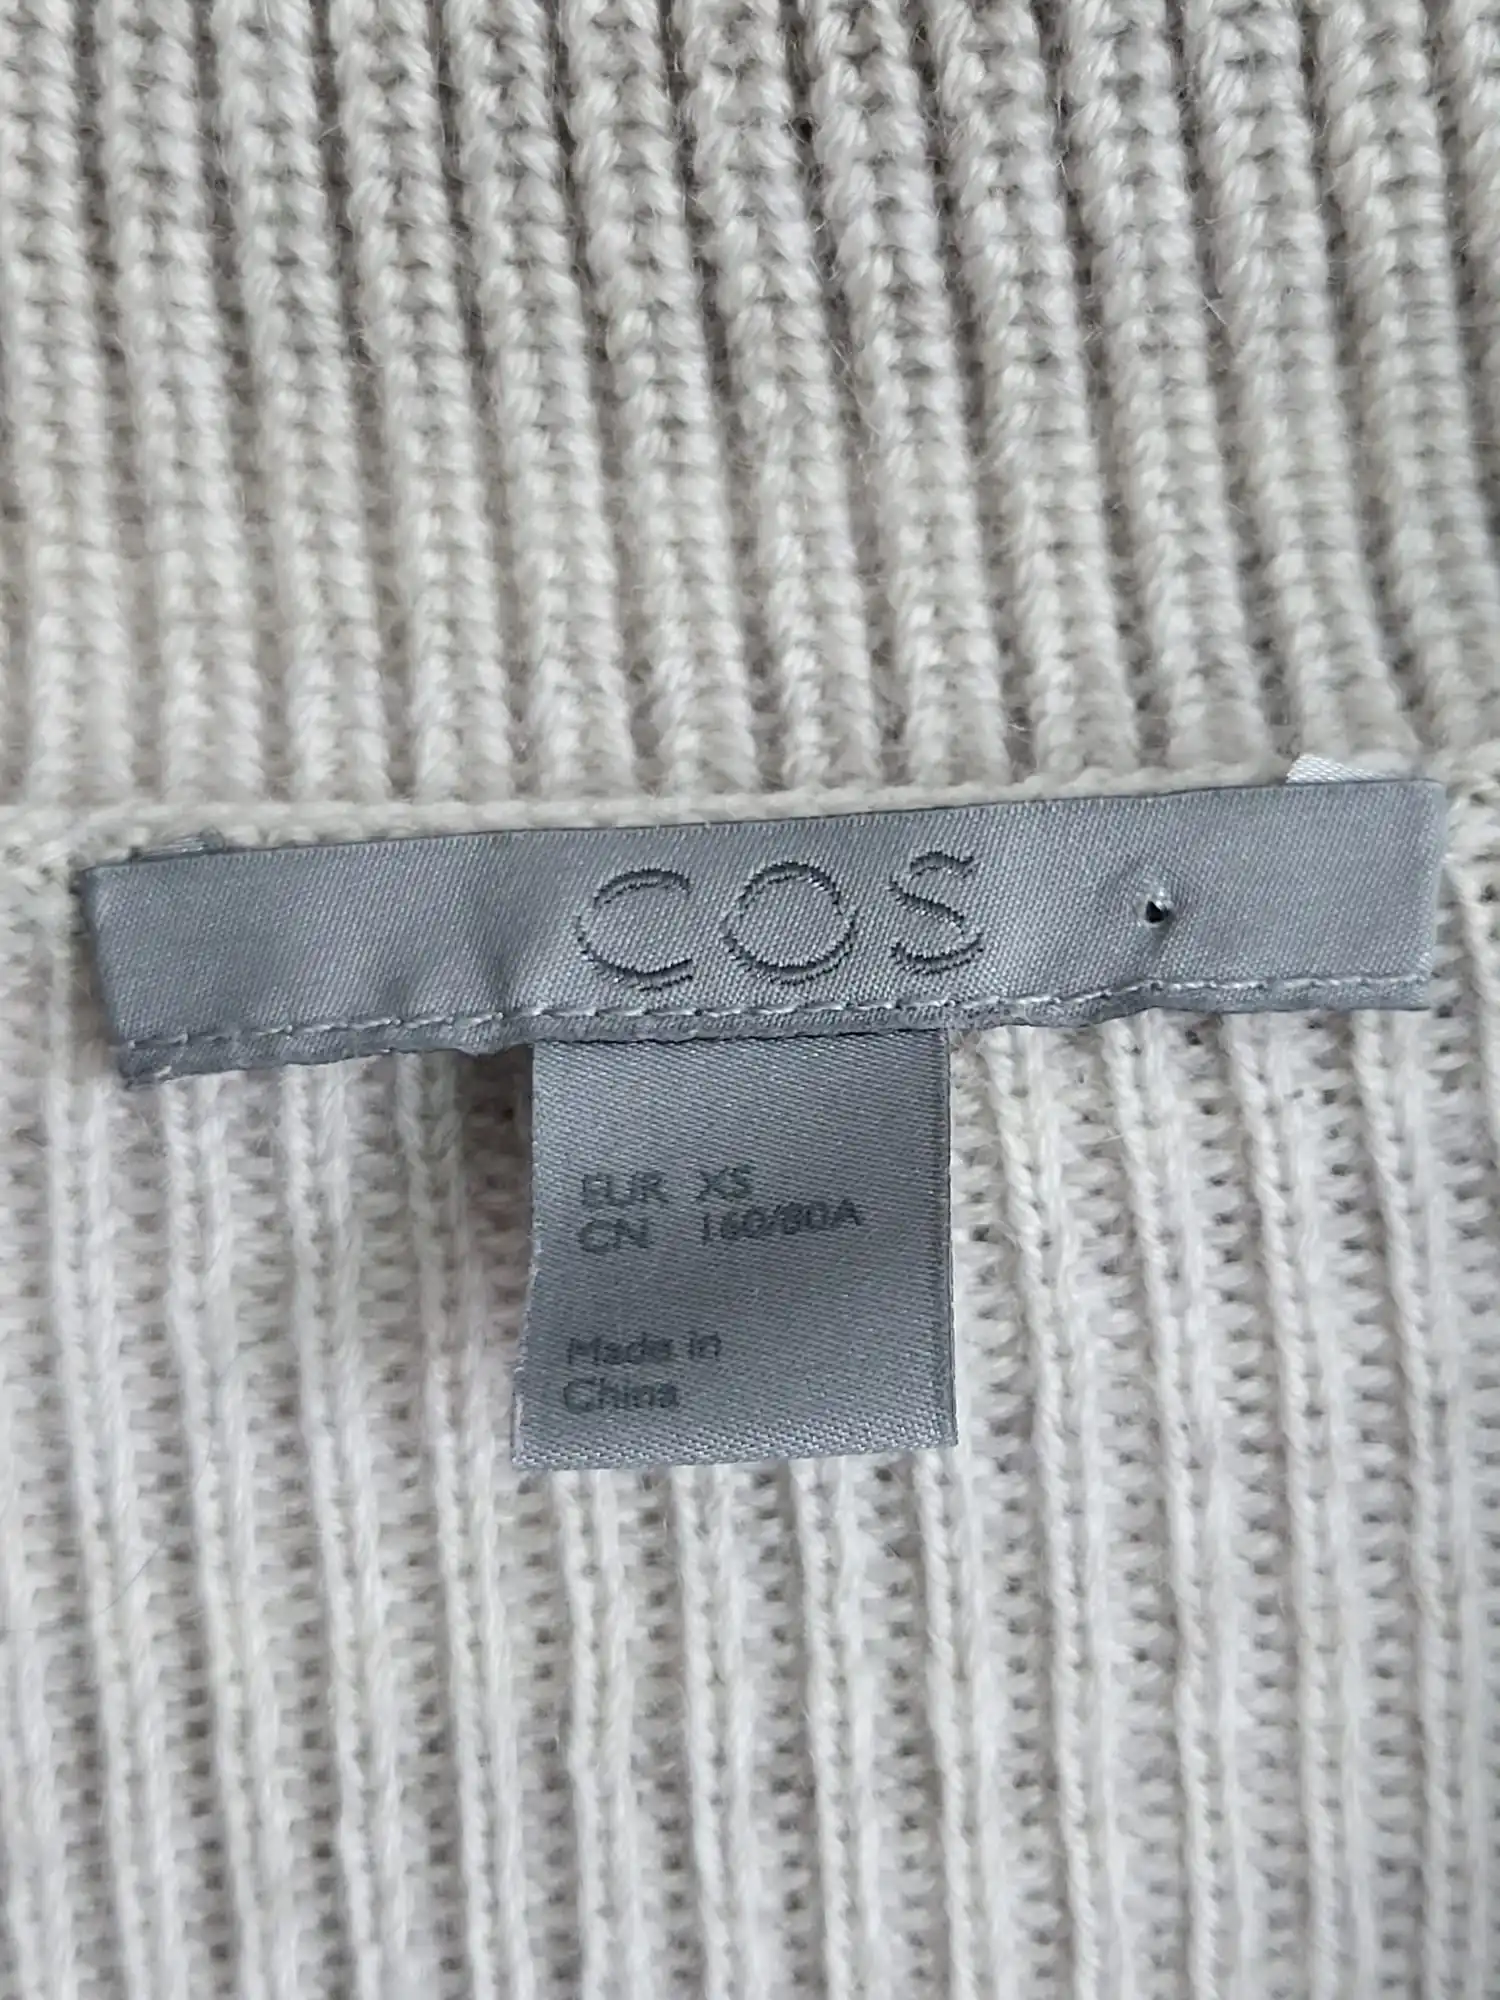 COS
EUR XS
CN 160/80A
Made in
China